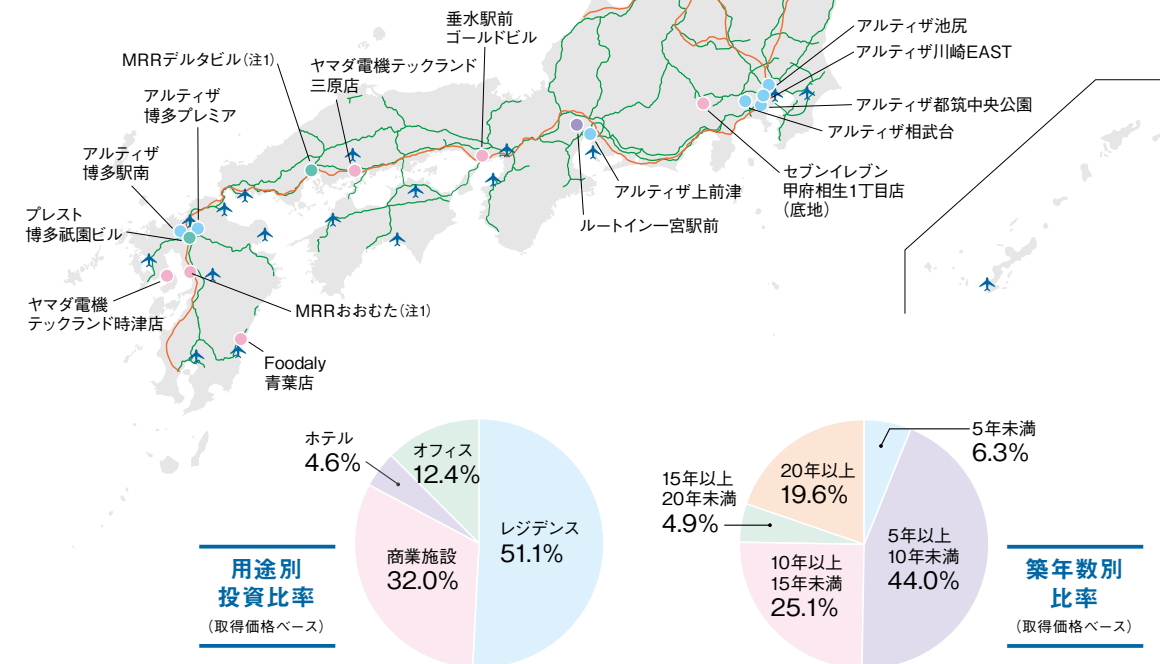 垂水駅前
ゴールドビル
アルティザ池尻
アルティザ川崎EAST
MRRデルタビル(注1)
ヤマダ電機テックランド
三原店
アルティザ
博多プレミア
アルティザ都筑中央公園
アルティザ相武台
アルティザ
博多駅南
セブンイレブン
甲府相生1丁目店
(底地)
アルティザ上前津
プレスト
博多祇園ビル
ルートイン一宮駅前
ヤマダ電機
テックランド時津店
MRRおおむた(注1)
Foodaly
青葉店
用途別
投資比率
(取得価格ベース)
ホテル
4.6%
オフィス
12.4%
レジデンス
51.1%
商業施設
32.0%
5年未満
6.3%
20年以上
19.6%
15年以上
20年未満
4.9%
5年以上
10年未満
44.0%
10年以上
15年未満
25.1%
築年数別
比率
(取得価格ベース)